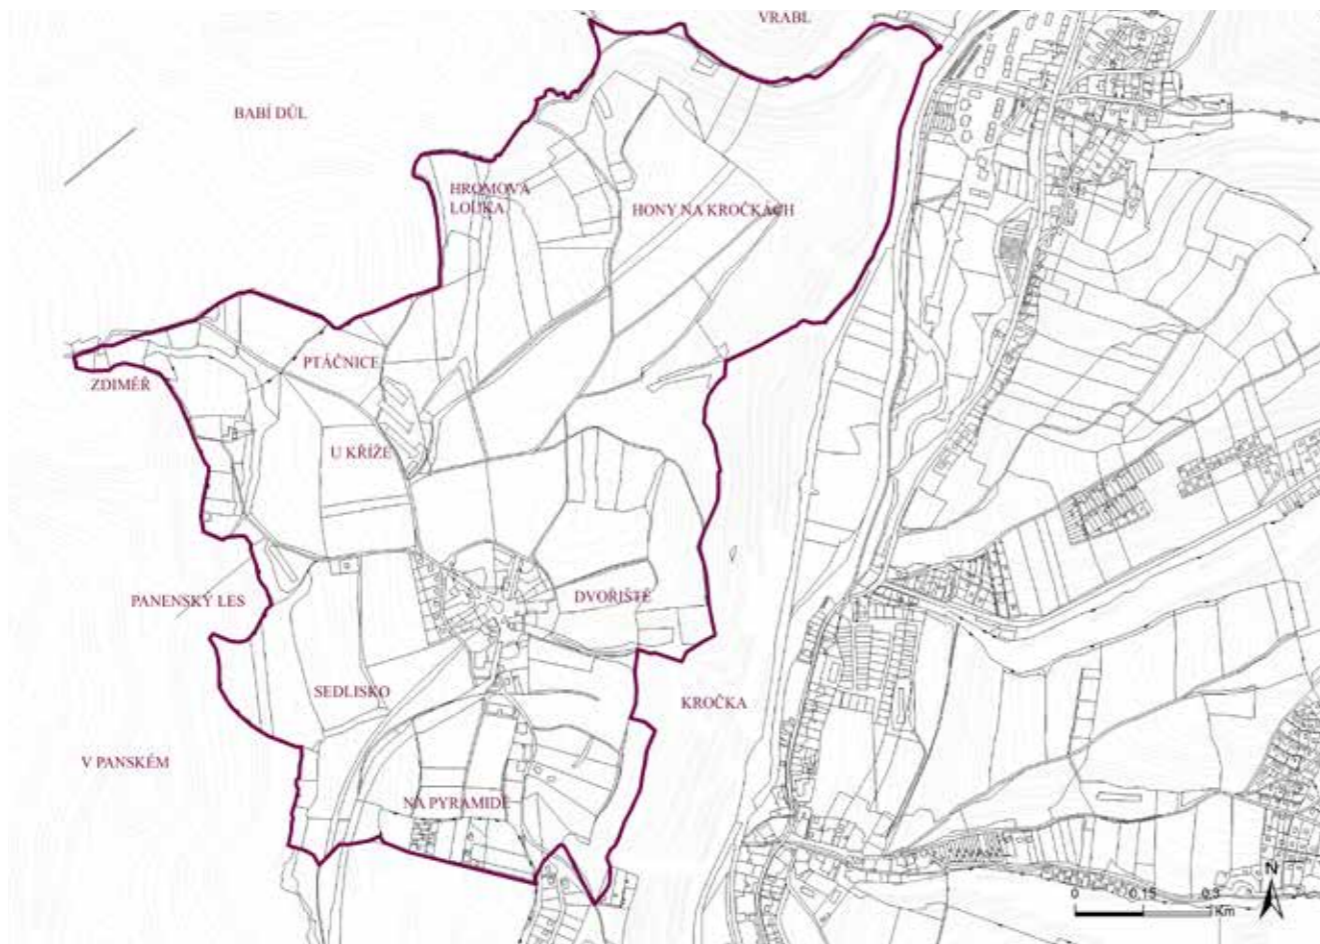 VRÁBL
BABÍ DŮL
HROMOVA
LOUKA
HONY NA KROČKÁCH
PTÁČNICE
ZDIMĚŘ
U KŘÍŽE
PANENSKÝ LES
DVOŘIŠTĚ
SEDLISKO
KROČKA
V PANSKÉM
NA PYRAMIDĚ
N
0 0,15 0,3
Km